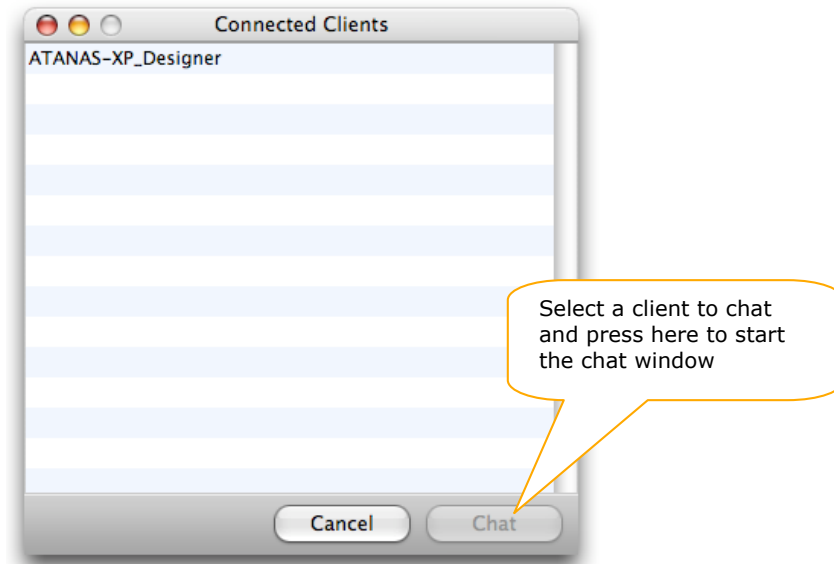 Connected Clients
ATANAS-XP_Designer
Select a client to chat
and press here to start
the chat window
Cancel
Chat